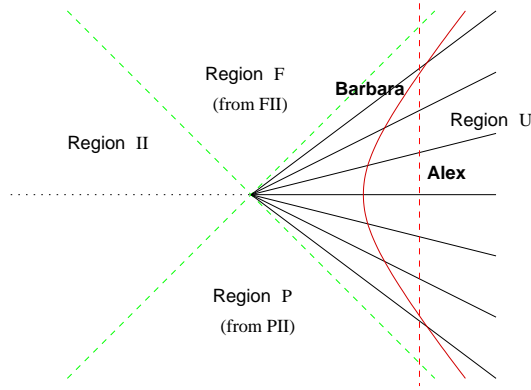 Region F
(from FII)
Barbara
Region U
Region II
Alex
Region P
(from PII)